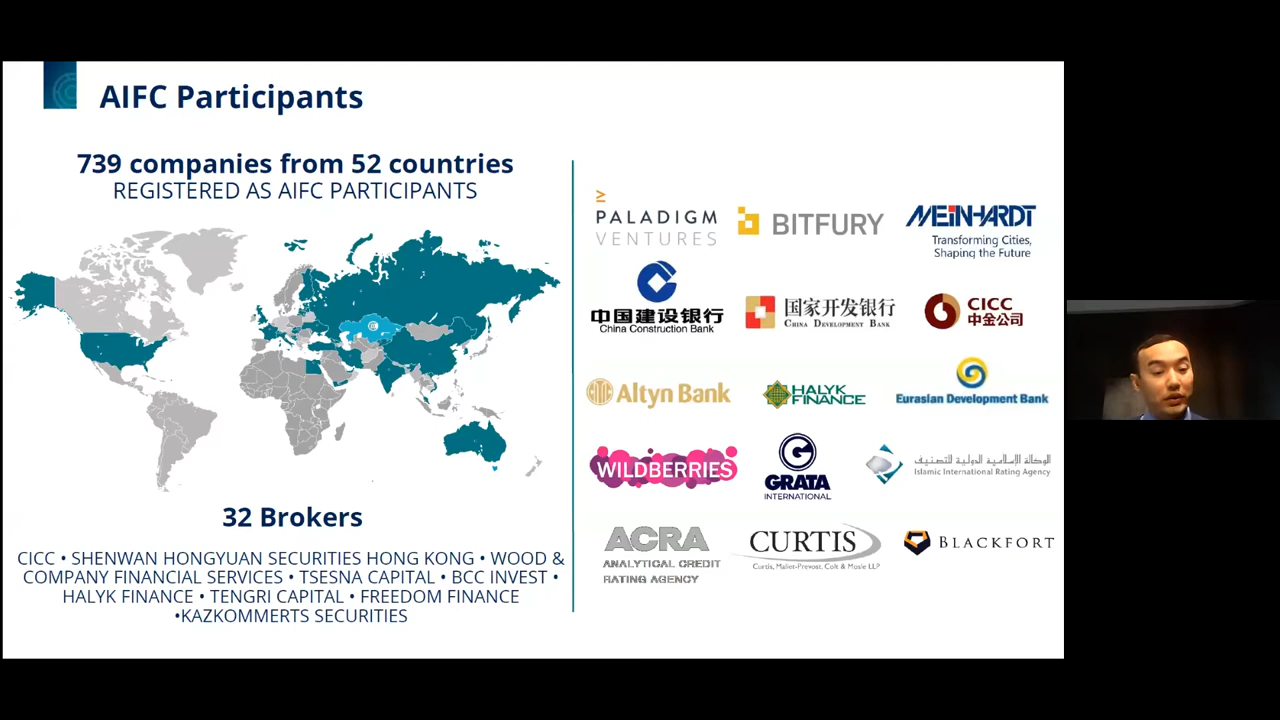 AIFC Participants
739 companies from 52 countries
REGISTERED AS AIFC PARTICIPANTS
32 Brokers
CICC • SHENWAN HONGYUAN SECURITIES HONG KONG • WOOD &
COMPANY FINANCIAL SERVICES • TSESNA CAPITAL • BCC INVEST •
HALYK FINANCE • TENGRI CAPITAL • FREEDOM FINANCE
•KAZKOMMERTS SECURITIES
PALADIGM
VENTURES
BITFURY
MEINHARDT
Transforming Cities,
Shaping the Future
中国建设银行
China Construction Bank
国家开发银行
CHINA DEVELOPMENT BANK
CICC
中金公司
Altyn Bank
HALYK
FINANCE
Eurasian Development Bank
WILDBERRIES
GRATA
INTERNATIONAL
الوكالة الإسلامية الدولية للتصنيف
Islamic International Rating Agency
ACRA
ANALYTICAL CREDIT
RATING AGENCY
CURTIS
Curtis, Mallet-Prevost, Colt & Mosle LLP
BLACKFORT